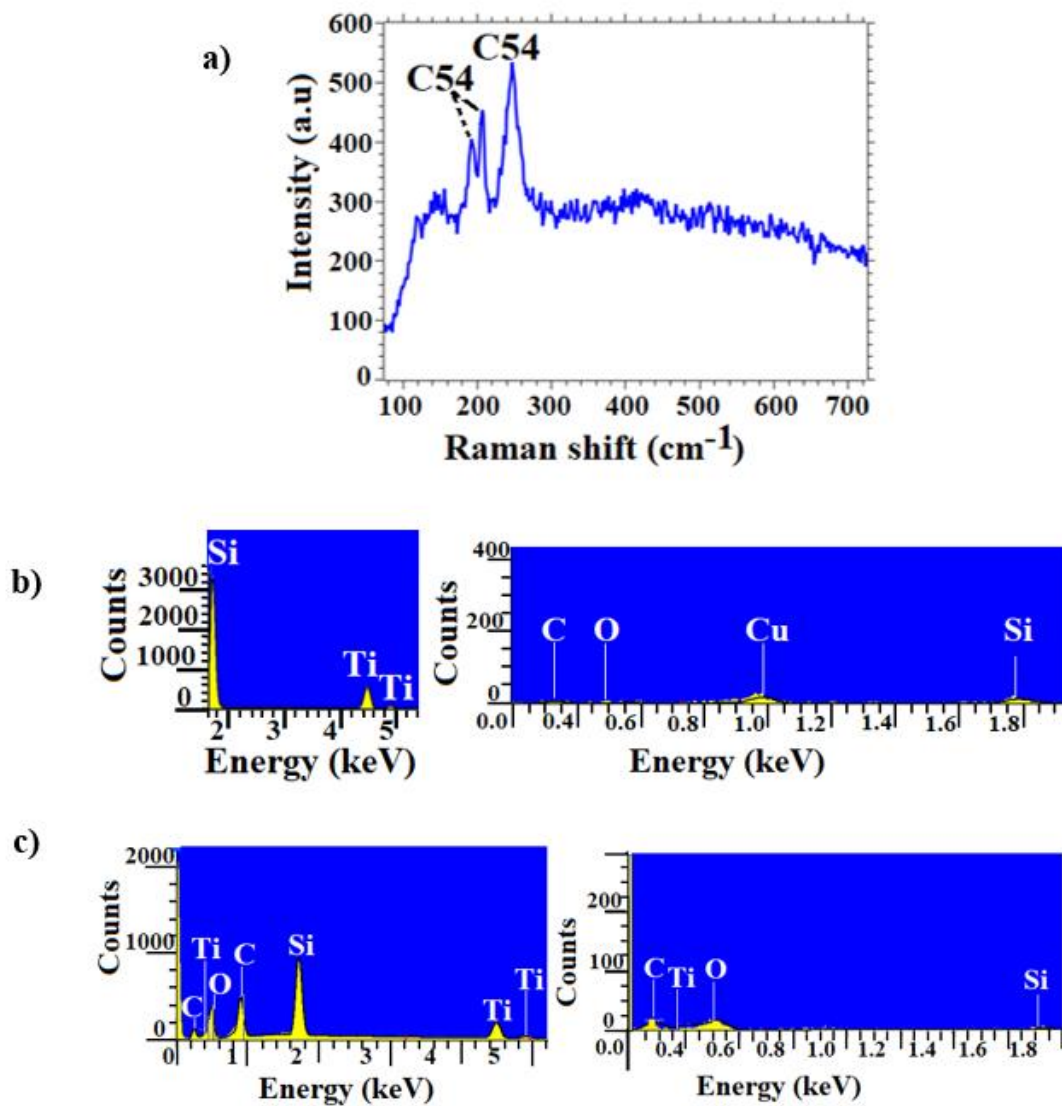 a)
600
500
400
300
200
100
0
Intensity (a.u)
C54
C54
100 200 300 400 500 600 700
Raman shift (cm-1)
b)
Counts
3000
2000
1000
0
Si
Ti
Ti
2 3 4 5
Energy (keV)
Counts
400
200
0
C O Cu Si
0.0 0.4 0.6 0.8 1.0 1.2 1.4 1.6 1.8
Energy (keV)
c)
Counts
2000
1000
0
C Ti O C Si Ti Ti
1 2 3 4 5
Energy (keV)
Counts
200
100
0.0
C Ti O Si
0.4 0.6 0.8 1.0 1.2 1.4 1.6 1.8
Energy (keV)